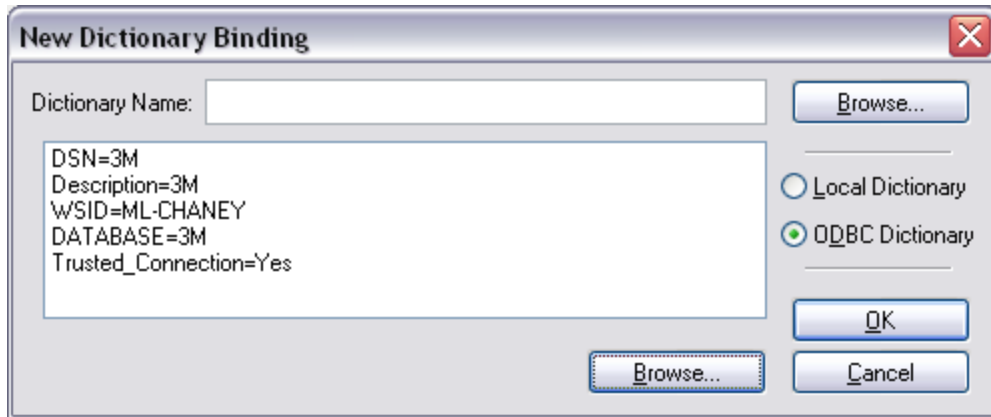 New Dictionary Binding
Dictionary Name:
Browse...
DSN=3M
Description=3M
WSID=ML-CHANEY
DATABASE=3M
Trusted_Connection=Yes
Local Dictionary
ODBC Dictionary
OK
Browse...
Cancel